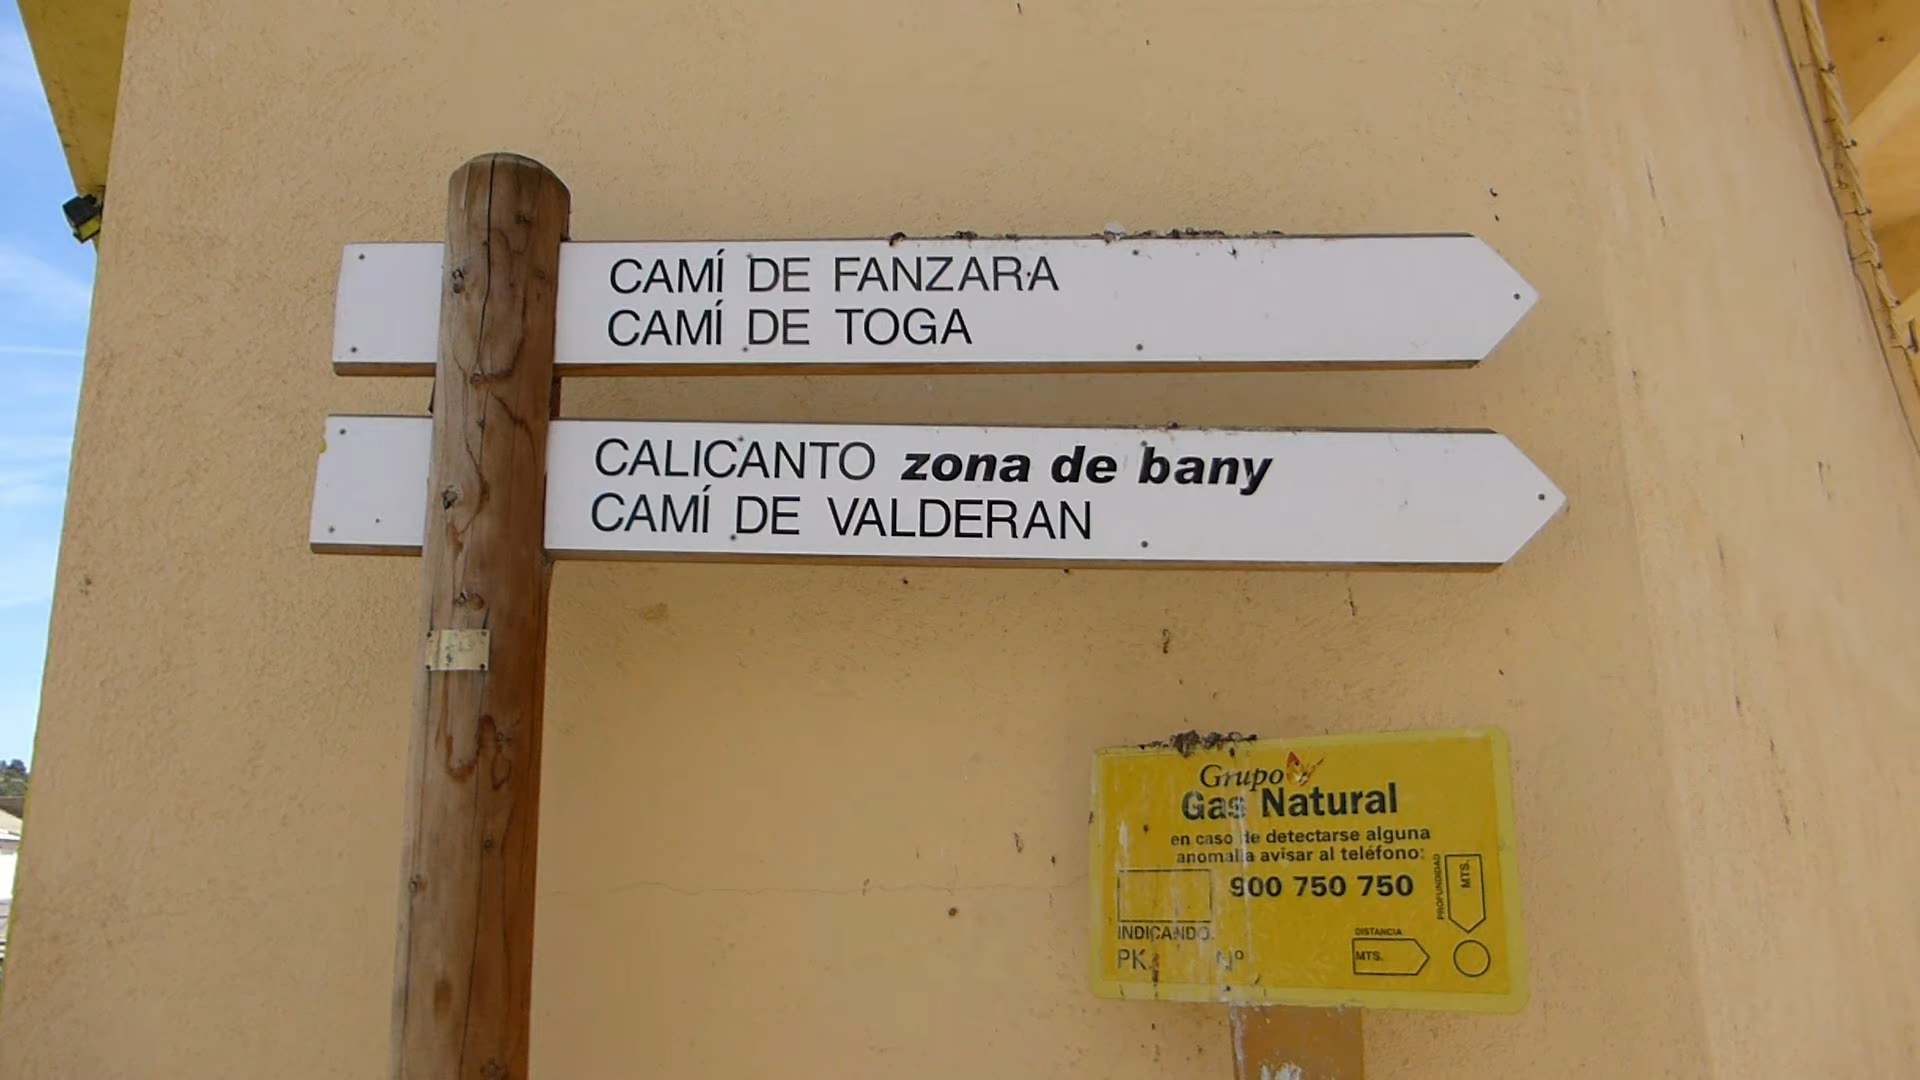 CAMÍ DE FANZARA
CAMÍ DE TOGA
CALICANTO zona de bany
CAMÍ DE VALDERAN
Grupo
Gas Natural
en caso de detectarse alguna
anomalia avisar al teléfono:
900 750 750
PROFUNDIDAD
MTS.
INDICANDO.
PK.
Nº
DISTANCIA
MTS.